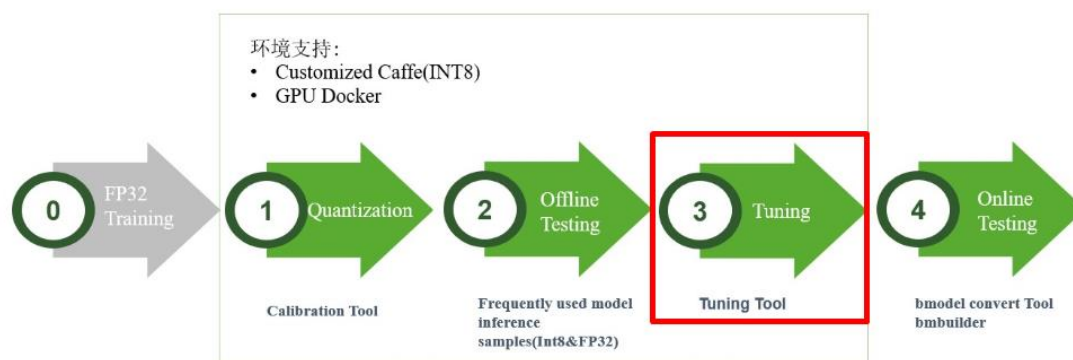 环境支持:
• Customized Caffe(INT8)
• GPU Docker
0
FP32
Training
1
Quantization
2
Offline
Testing
3
Tuning
4
Online
Testing
Calibration Tool
Frequently used model
inference
samples(Int8&FP32)
Tuning Tool
bmodel convert Tool
bmbuilder